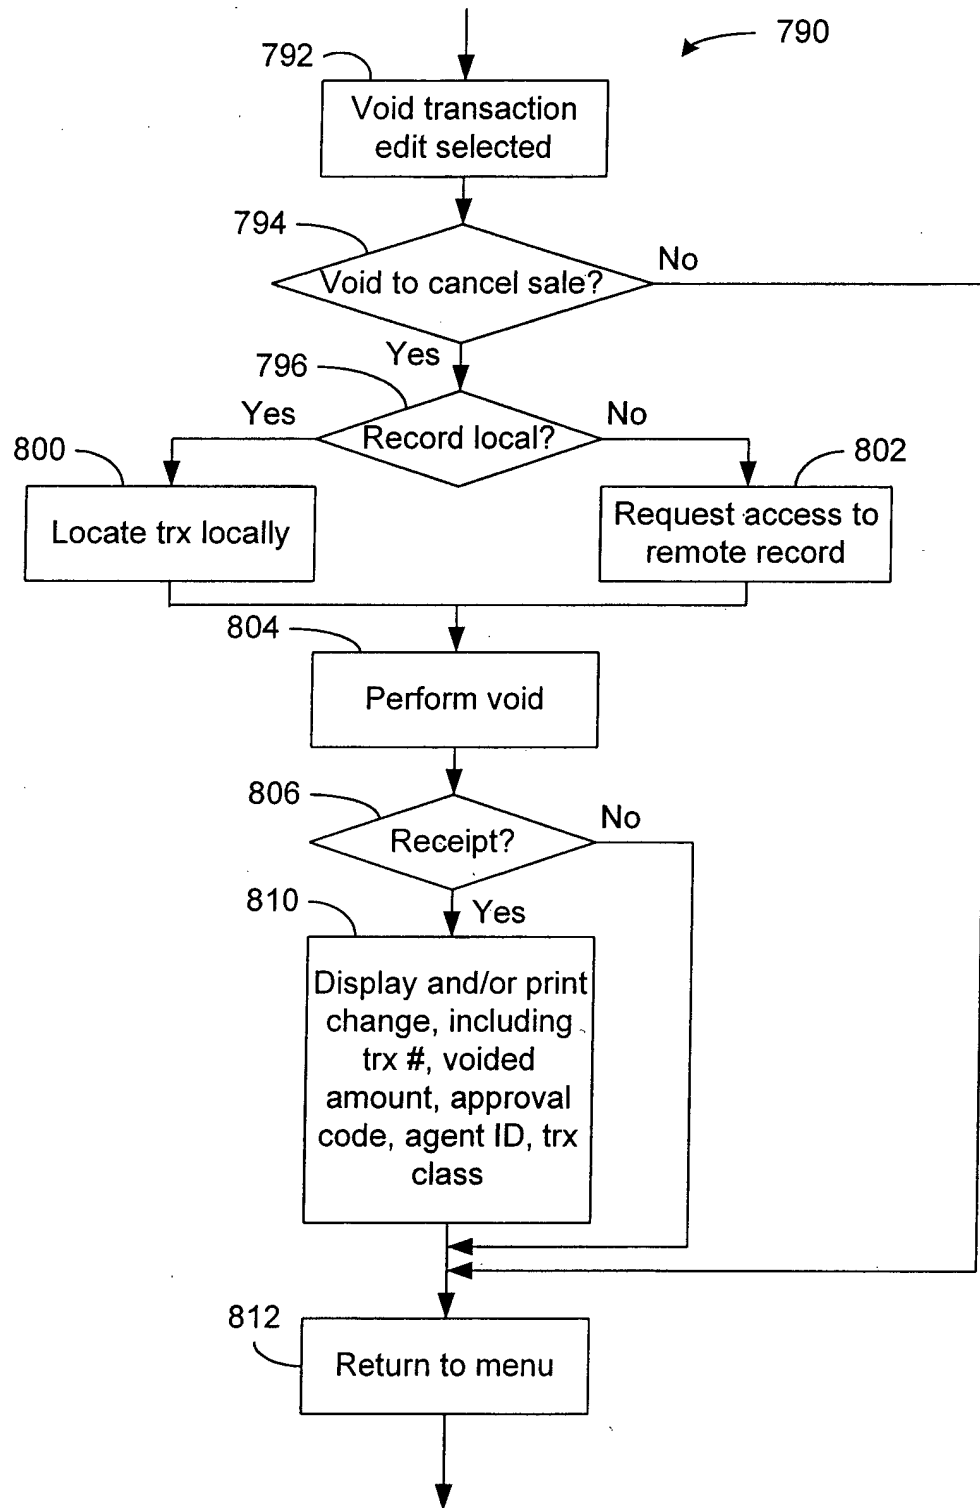 790
792
Void transaction
edit selected
794
Void to cancel sale?
No
Yes
796
Yes
Record local?
No
800
Locate trx locally
802
Request access to
remote record
804
Perform void
806
Receipt?
No
Yes
810
Display and/or print
change, including
trx #, voided
amount, approval
code, agent ID, trx
class
812
Return to menu